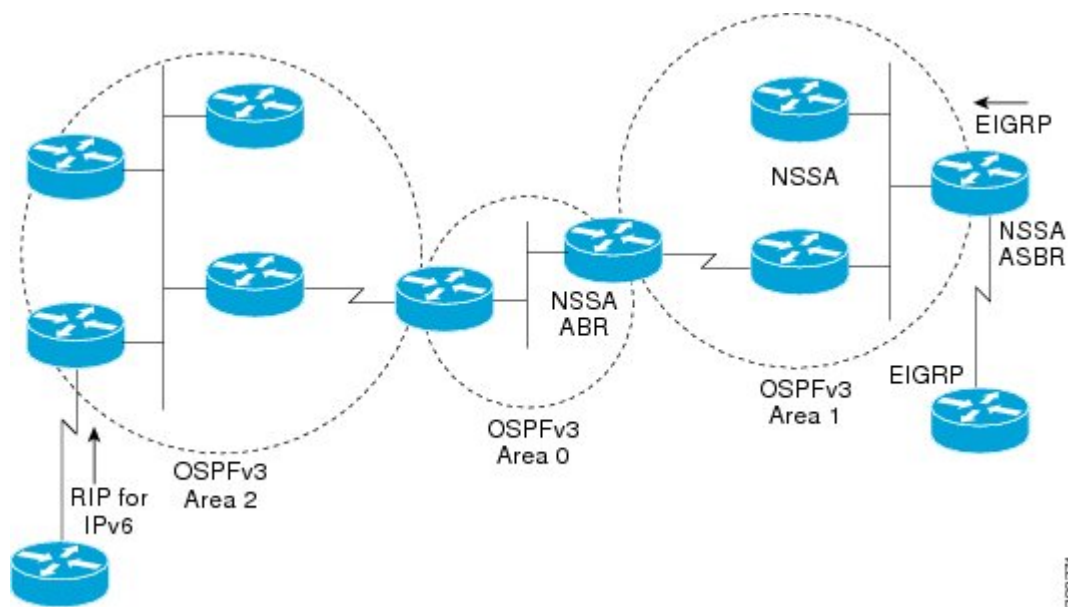 EIGRP
NSSA
NSSA
ASBR
NSSA
ABR
EIGRP
OSPFv3
Area 1
OSPFv3
Area 0
OSPFv3
Area 2
RIP for
IPv6